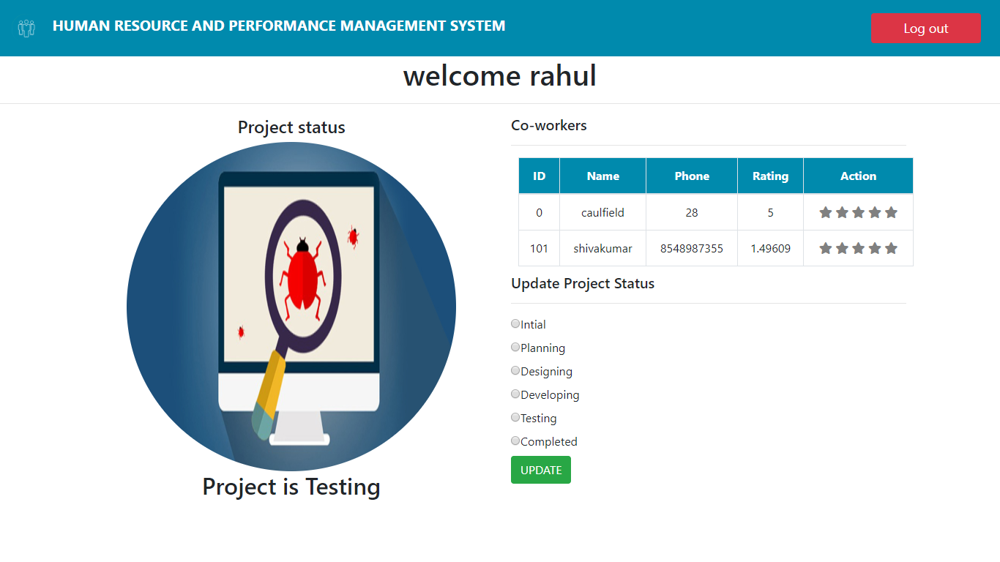 HUMAN RESOURCE AND PERFORMANCE MANAGEMENT SYSTEM
Log out
welcome rahul
Project status
Project is Testing
Co-workers
ID Name Phone Rating Action
0 caulfield 28 5
101 shivakumar 8548987355 1.49609
Update Project Status
Intial
Planning
Designing
Developing
Testing
Completed
UPDATE